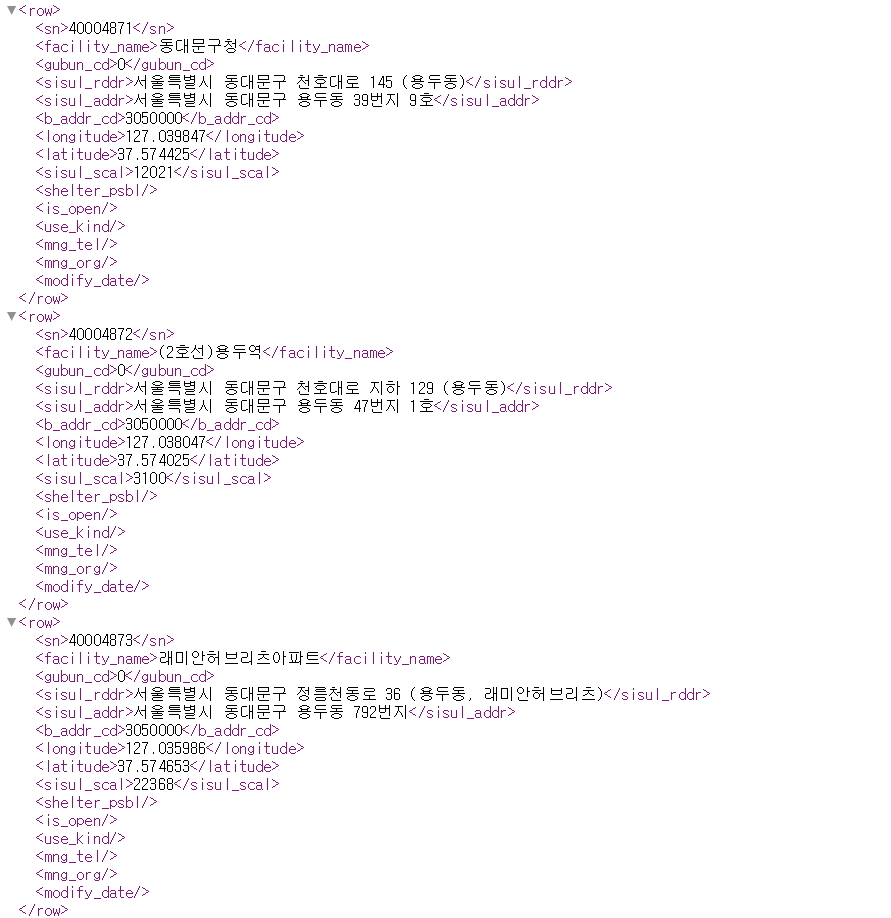 ▼<row>
<sn>40004871</sn>
<facility_name>동대문구청</facility_name>
<gubun_cd>0</gubun_cd>
<sisul_rddr>서울특별시 동대문구 천호대로 145 (용두동)</sisul_rddr>
<sisul_addr>서울특별시 동대문구 용두동 39번지 9호</sisul_addr>
<b_addr_cd>3050000</b_addr_cd>
<longitude>127.039847</longitude>
<latitude>37.574425</latitude>
<sisul_scal>12021</sisul_scal>
<shelter_psbl/>
<is_open/>
<use_kind/>
<mng_tel/>
<mng_org/>
<modify_date/>
</row>
▼<row>
<sn>40004872</sn>
<facility_name>(2호선)용두역</facility_name>
<gubun_cd>0</gubun_cd>
<sisul_rddr>서울특별시 동대문구 천호대로 지하 129 (용두동)</sisul_rddr>
<sisul_addr>서울특별시 동대문구 용두동 47번지 1호</sisul_addr>
<b_addr_cd>3050000</b_addr_cd>
<longitude>127.038047</longitude>
<latitude>37.574025</latitude>
<sisul_scal>3100</sisul_scal>
<shelter_psbl/>
<is_open/>
<use_kind/>
<mng_tel/>
<mng_org/>
<modify_date/>
</row>
▼<row>
<sn>40004873</sn>
<facility_name>래미안허브리츠아파트</facility_name>
<gubun_cd>0</gubun_cd>
<sisul_rddr>서울특별시 동대문구 정릉천동로 36 (용두동, 래미안허브리츠)</sisul_rddr>
<sisul_addr>서울특별시 동대문구 용두동 792번지</sisul_addr>
<b_addr_cd>3050000</b_addr_cd>
<longitude>127.035986</longitude>
<latitude>37.574653</latitude>
<sisul_scal>22368</sisul_scal>
<shelter_psbl/>
<is_open/>
<use_kind/>
<mng_tel/>
<mng_org/>
<modify_date/>
</row>